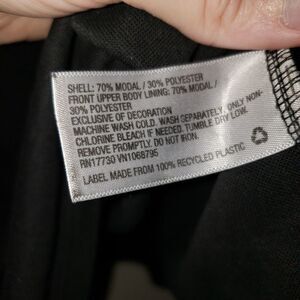 SHELL: 70% MODAL / 30% POLYESTER
FRONT UPPER BODY LINING: 70% MODAL /
30% POLYESTER
EXCLUSIVE OF DECORATION
MACHINE WASH COLD. WASH SEPARATELY. ONLY NON-
CHLORINE BLEACH IF NEEDED. TUMBLE DRY LOW.
REMOVE PROMPTLY. DO NOT IRON.
RN17730 VN1068795
LABEL MADE FROM 100% RECYCLED PLASTIC